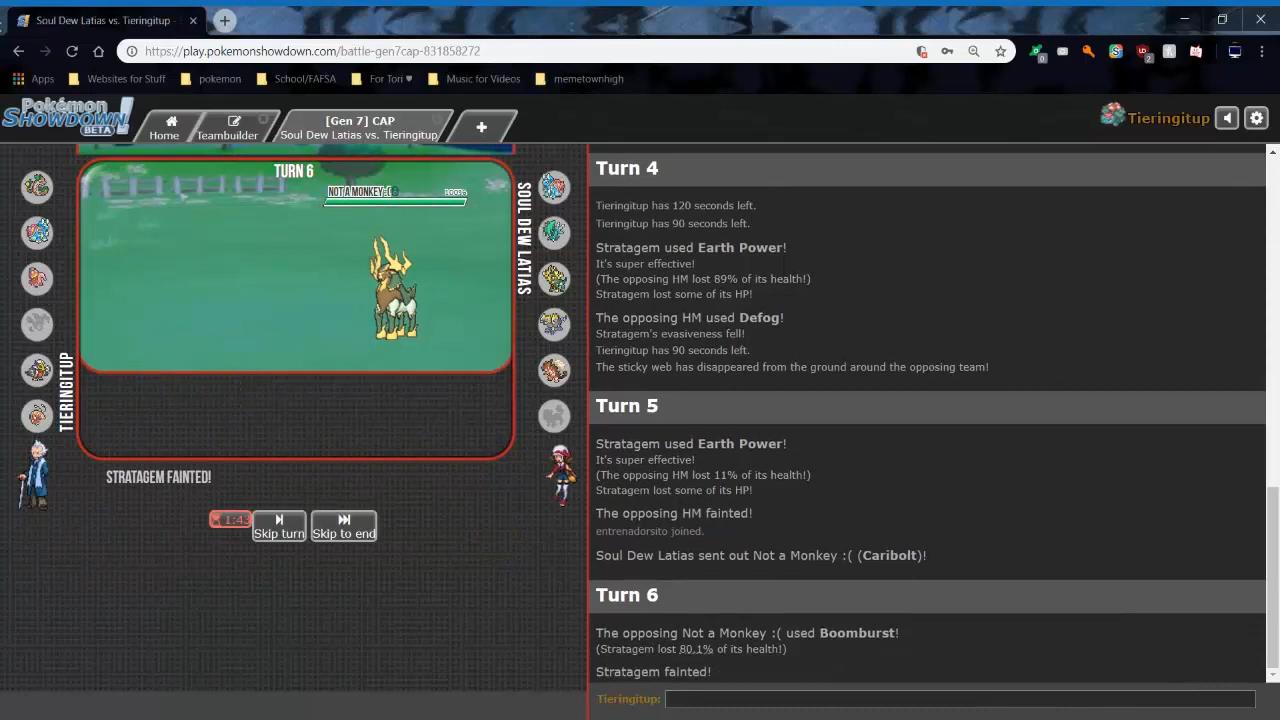 Soul Dew Latias vs. Tieringitup -
https://play.pokemonshowdown.com/battle-gen7cap-831858272
0
2
Apps
Websites for Stuff
pokemon
School/FAFSA
For Tori ♥
Music for Videos
memetownhigh
Pokémon
SHOWDOWN!
BETA
Home
Teambuilder
[Gen 7] CAP
Soul Dew Latias vs. Tieringitup
Tieringitup
TURN 6
NOT A MONKEY :(
100%
TIERINGITUP
SOUL DEW LATIAS
STRATAGEM FAINTED!
1:43
Skip turn
Skip to end
Turn 4
Tieringitup has 120 seconds left.
Tieringitup has 90 seconds left.
Stratagem used Earth Power!
It's super effective!
(The opposing HM lost 89% of its health!)
Stratagem lost some of its HP!
The opposing HM used Defog!
Stratagem's evasiveness fell!
Tieringitup has 90 seconds left.
The sticky web has disappeared from the ground around the opposing team!
Turn 5
Stratagem used Earth Power!
It's super effective!
(The opposing HM lost 11% of its health!)
Stratagem lost some of its HP!
The opposing HM fainted!
entrenadorsito joined.
Soul Dew Latias sent out Not a Monkey :( (Caribolt)!
Turn 6
The opposing Not a Monkey :( used Boomburst!
(Stratagem lost 80.1% of its health!)
Stratagem fainted!
Tieringitup: